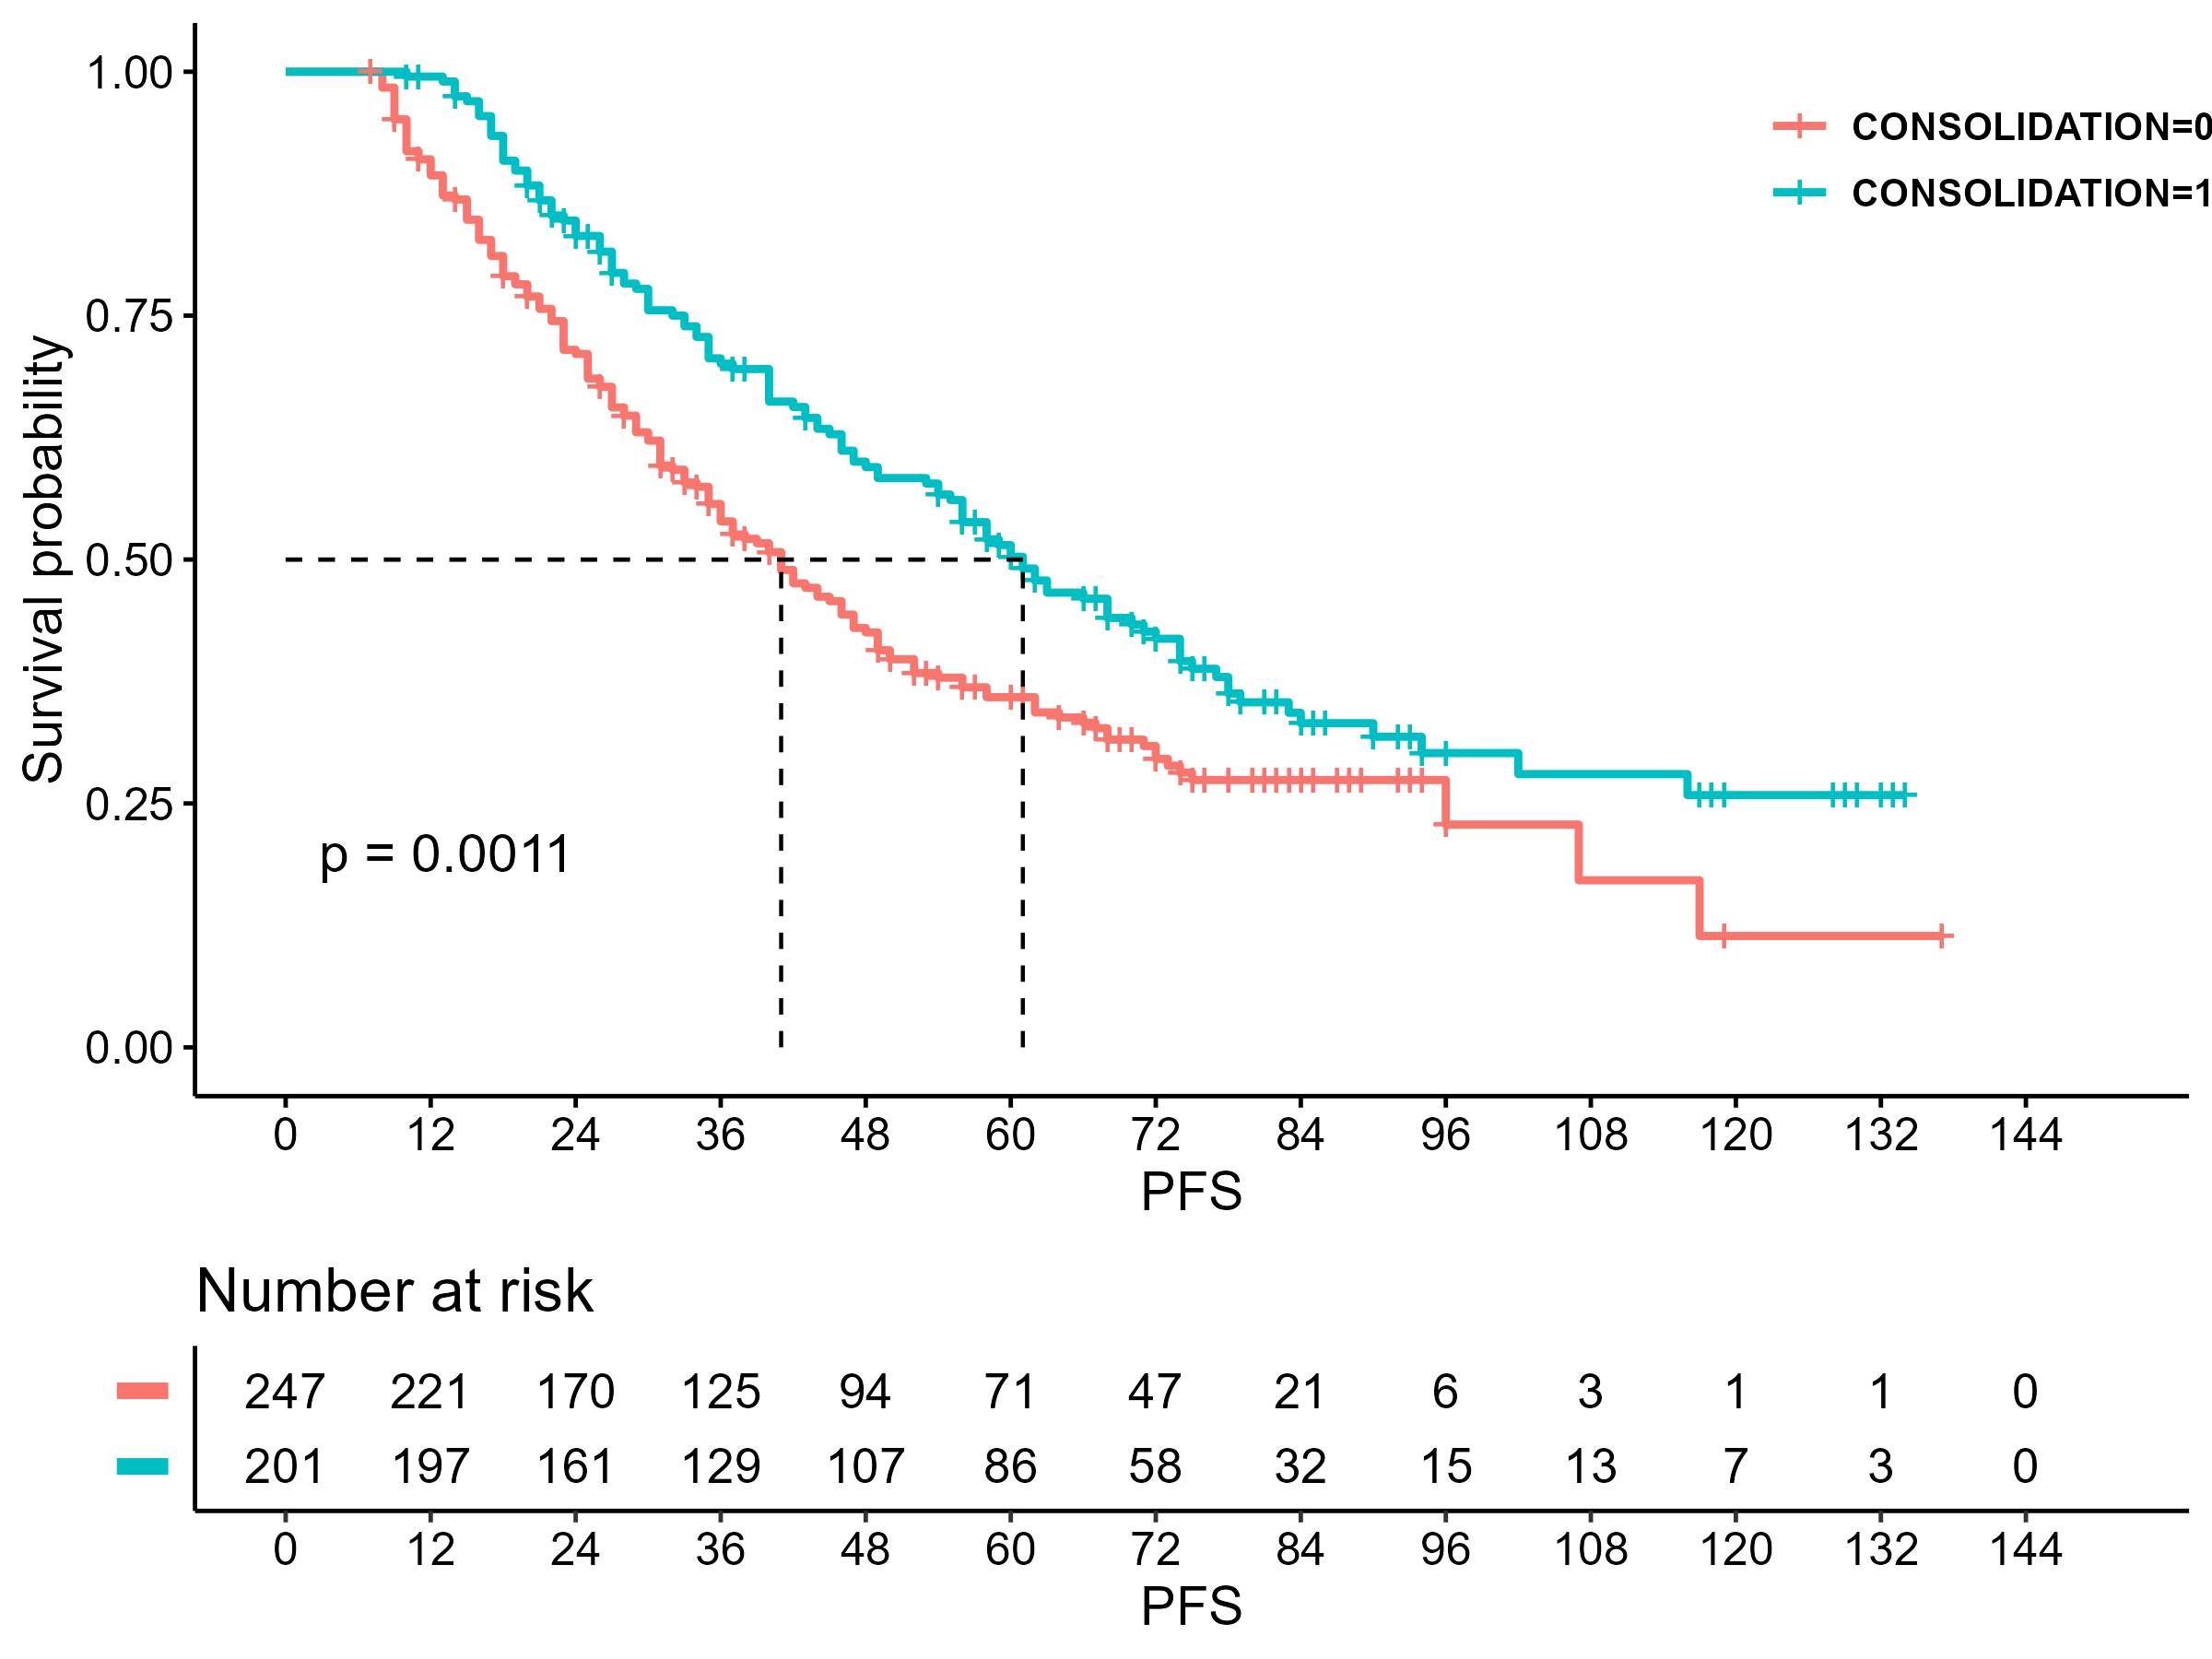 1.00
0.75
0.50
0.25
0.00
Survival probability
CONSOLIDATION=0
CONSOLIDATION=1
p = 0.0011
0 12 24 36 48 60 72 84 96 108 120 132 144
PFS
Number at risk
247 221 170 125 94 71 47 21 6 3 1 1 0
201 197 161 129 107 86 58 32 15 13 7 3 0
0 12 24 36 48 60 72 84 96 108 120 132 144
PFS